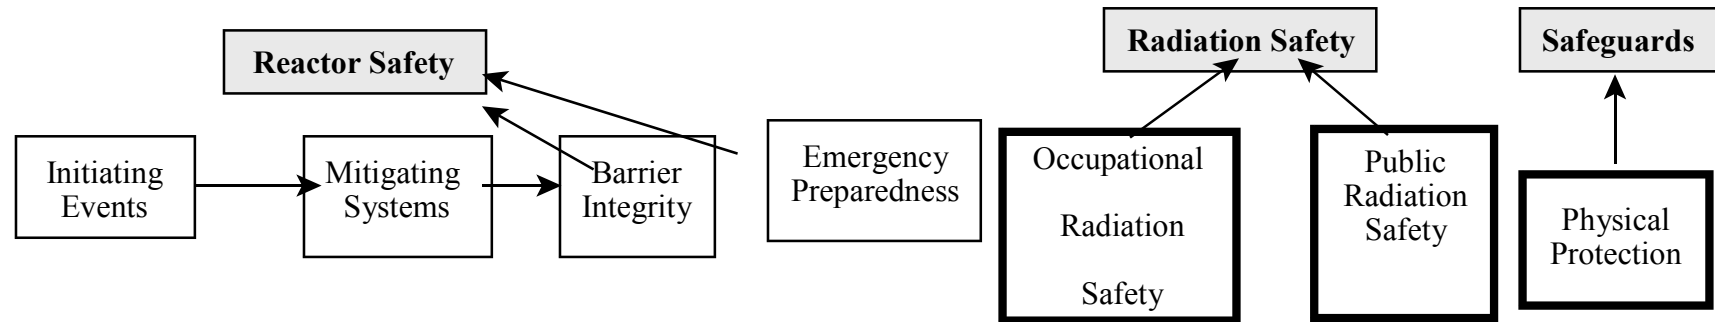 Reactor Safety
Radiation Safety
Safeguards
Initiating
Events
Mitigating
Systems
Barrier
Integrity
Emergency
Preparedness
Occupational
Radiation
Safety
Public
Radiation
Safety
Physical
Protection